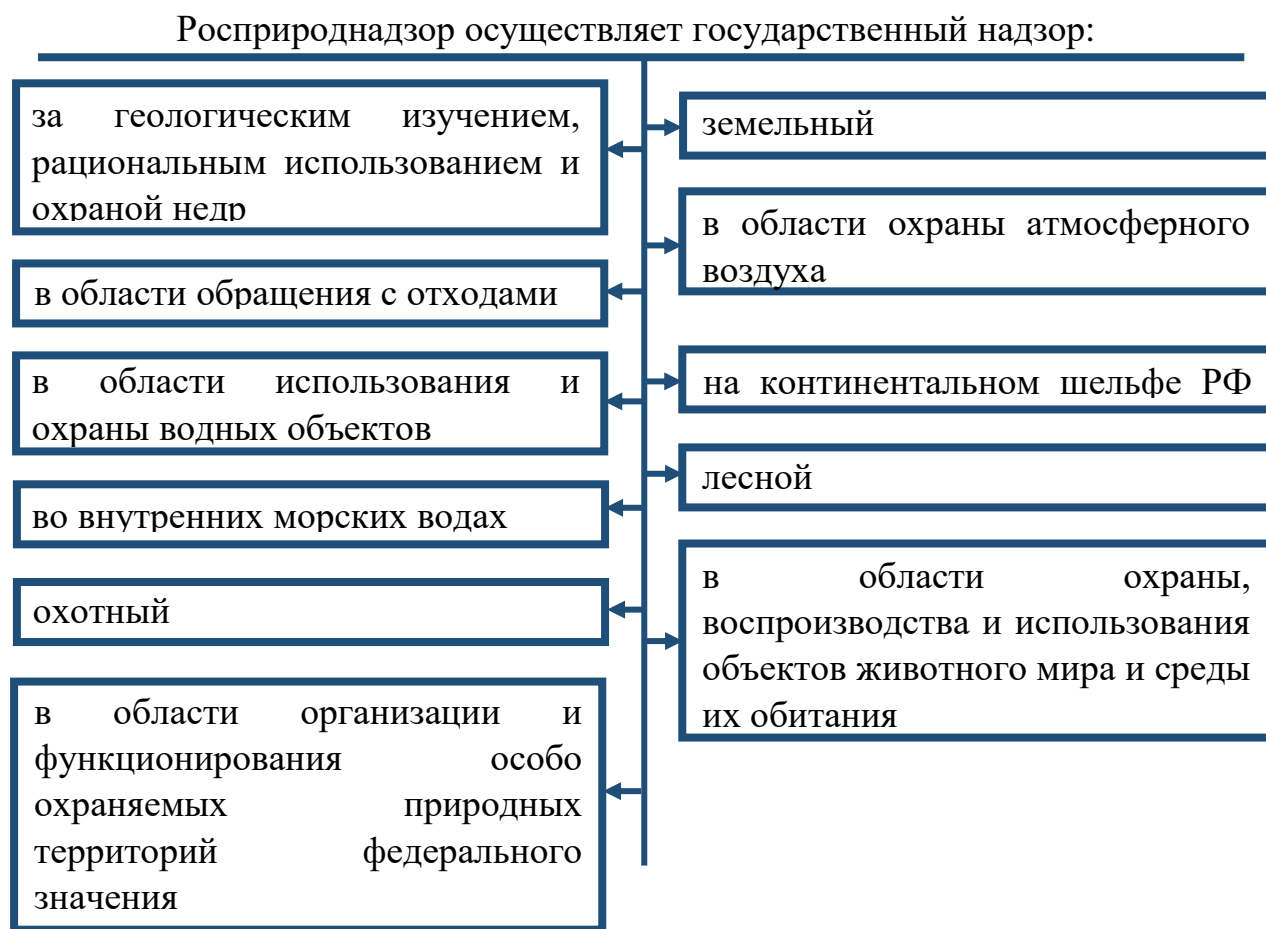 Росприроднадзор осуществляет государственный надзор:
за геологическим изучением,
рациональным использованием и
охраной недр
в области обращения с отходами
в области использования и
охраны водных объектов
во внутренних морских водах
охотный
в области организации и
функционирования особо
охраняемых природных
территорий федерального
значения
земельный
в области охраны атмосферного
воздуха
на континентальном шельфе РФ
лесной
в области охраны,
воспроизводства и использования
объектов животного мира и среды
их обитания